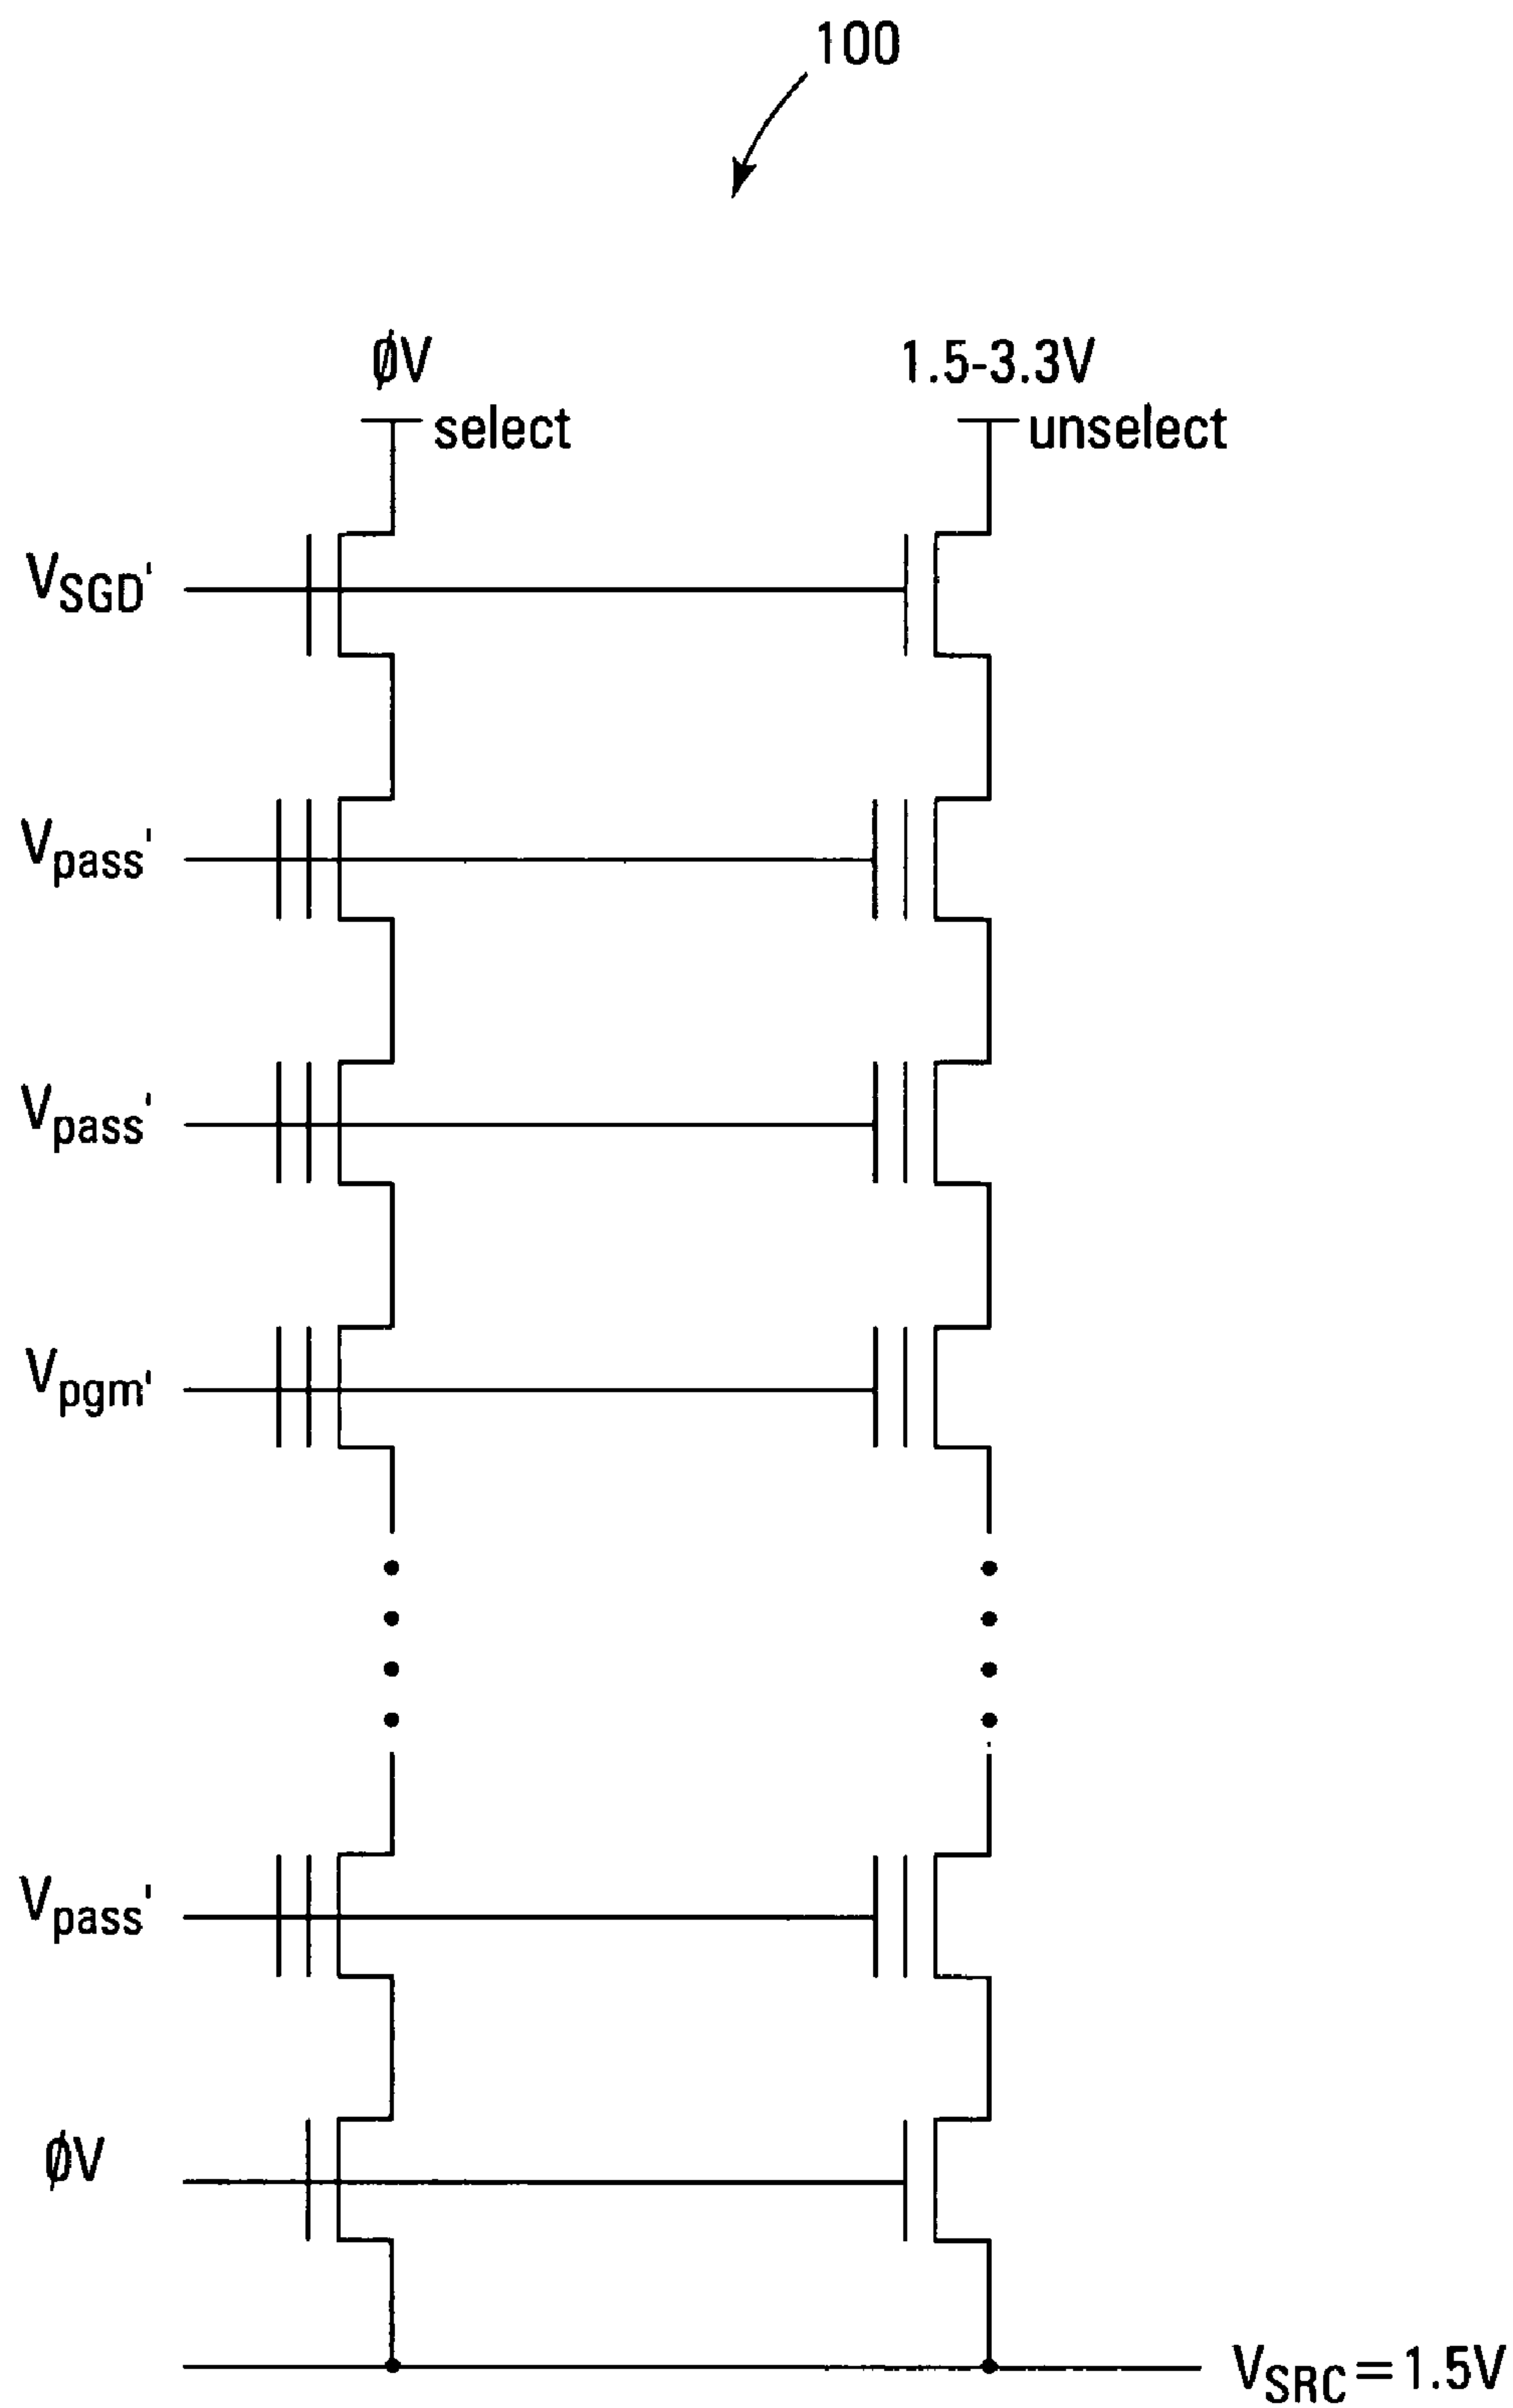 100
ØV
1.5-3.3V
select
unselect
VSGD'
Vpass'
Vpass'
Vpgm'
Vpass'
ØV
VSRC=1.5V